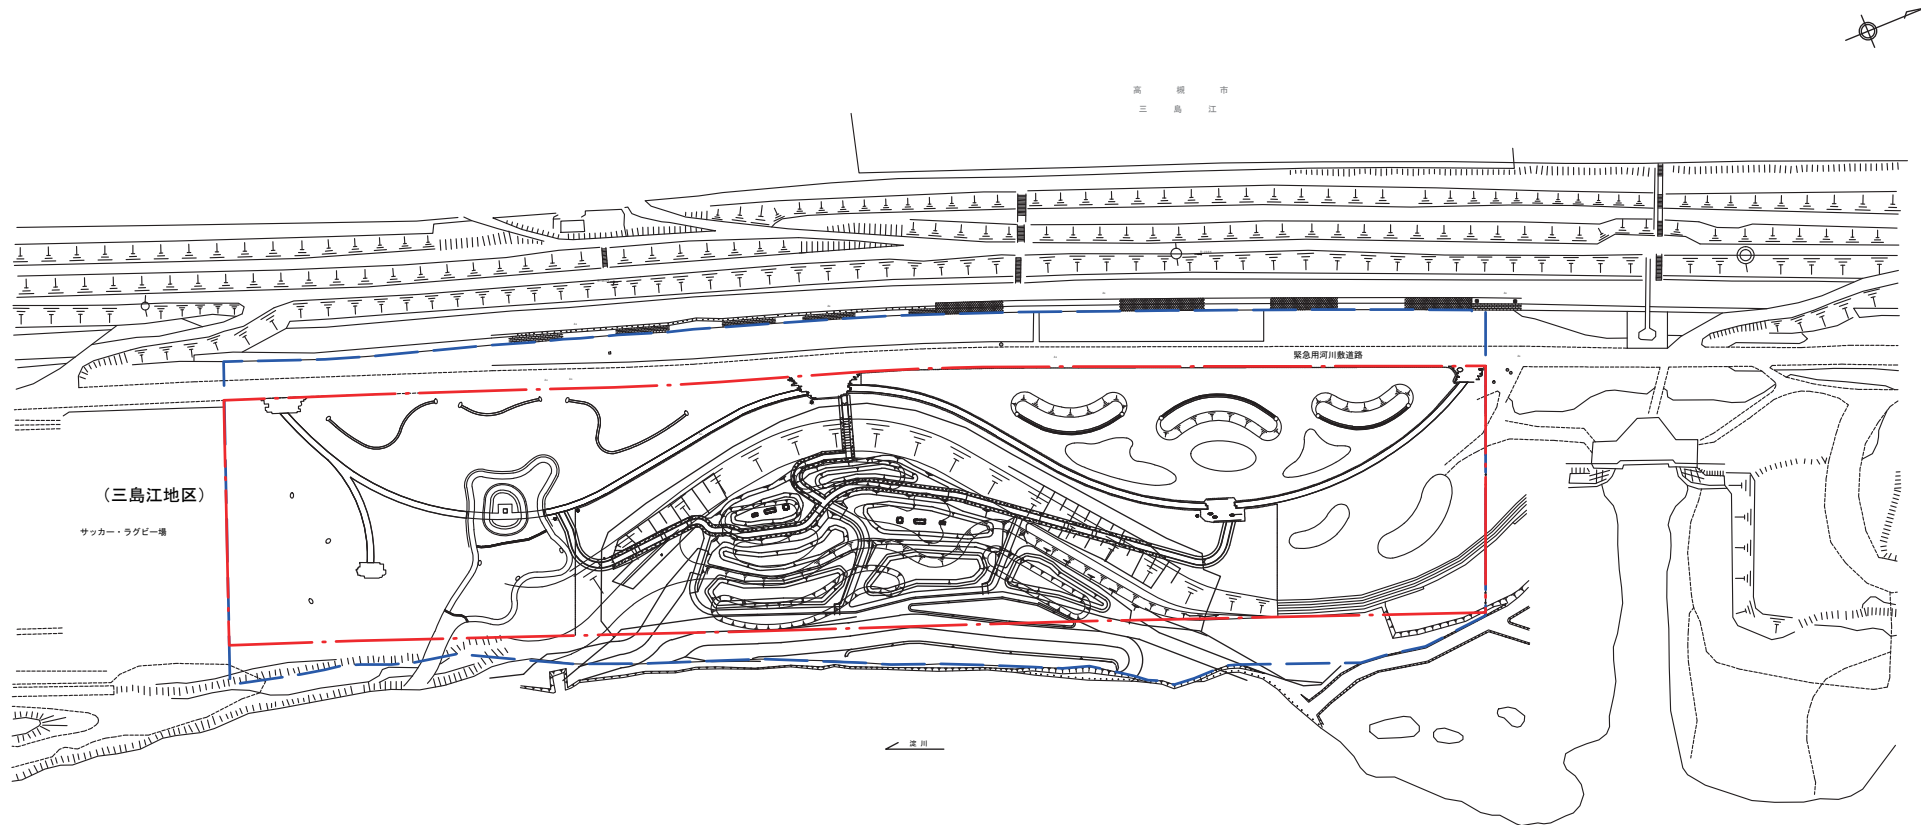 高槻市
三島江
緊急用河川敷道路
（三島江地区）
サッカー・ラグビー場
淀川